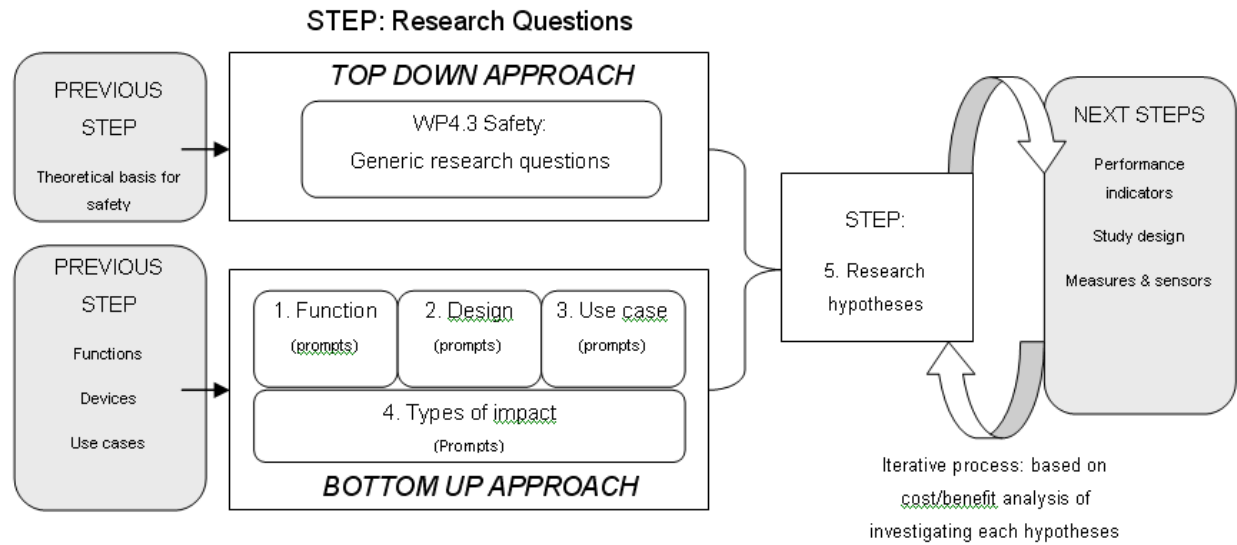 STEP: Research Questions
PREVIOUS
STEP
Theoretical basis for
safety
TOP DOWN APPROACH
WP4.3 Safety:
Generic research questions
PREVIOUS
STEP
Functions
Devices
Use cases
1. Function
(prompts)
2. Design
(prompts)
3. Use case
(prompts)
4. Types of impact
(Prompts)
BOTTOM UP APPROACH
STEP:
5. Research
hypotheses
NEXT STEPS
Performance
indicators
Study design
Measures & sensors
Iterative process: based on
cost/benefit analysis of
investigating each hypotheses